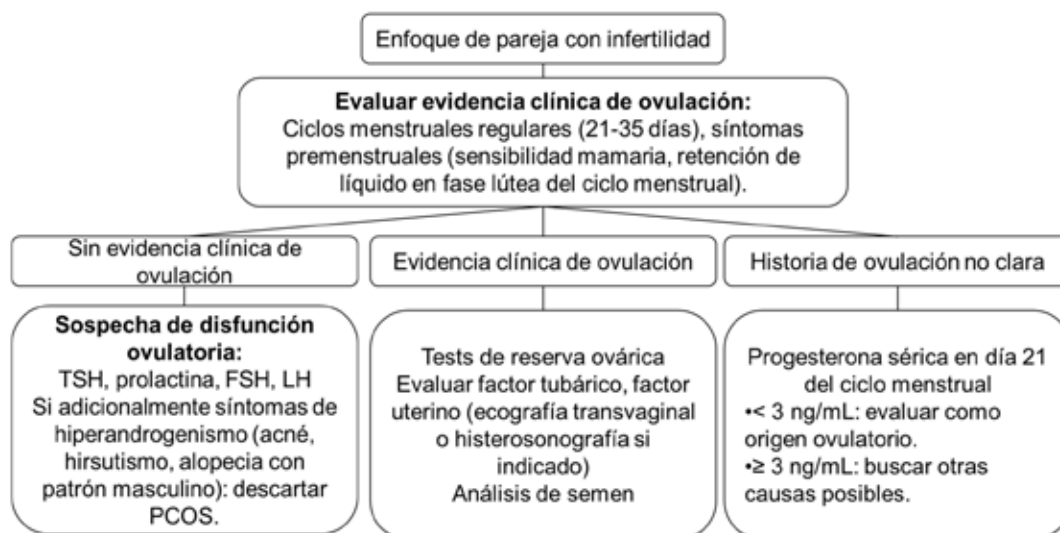 Enfoque de pareja con infertilidad
Evaluar evidencia clínica de ovulación:
Ciclos menstruales regulares (21-35 días), síntomas
premenstruales (sensibilidad mamaria, retención de
líquido en fase lútea del ciclo menstrual).
Sin evidencia clínica de
ovulación
Evidencia clínica de ovulación
Historia de ovulación no clara
Sospecha de disfunción
ovulatoria:
TSH, prolactina, FSH, LH
Si adicionalmente síntomas de
hiperandrogenismo (acné,
hirsutismo, alopecia con
patrón masculino): descartar
PCOS.
Tests de reserva ovárica
Evaluar factor tubárico, factor
uterino (ecografía transvaginal
o histerosonografía si
indicado)
Análisis de semen
Progesterona sérica en día 21
del ciclo menstrual
•< 3 ng/mL: evaluar como
origen ovulatorio.
•≥ 3 ng/mL: buscar otras
causas posibles.